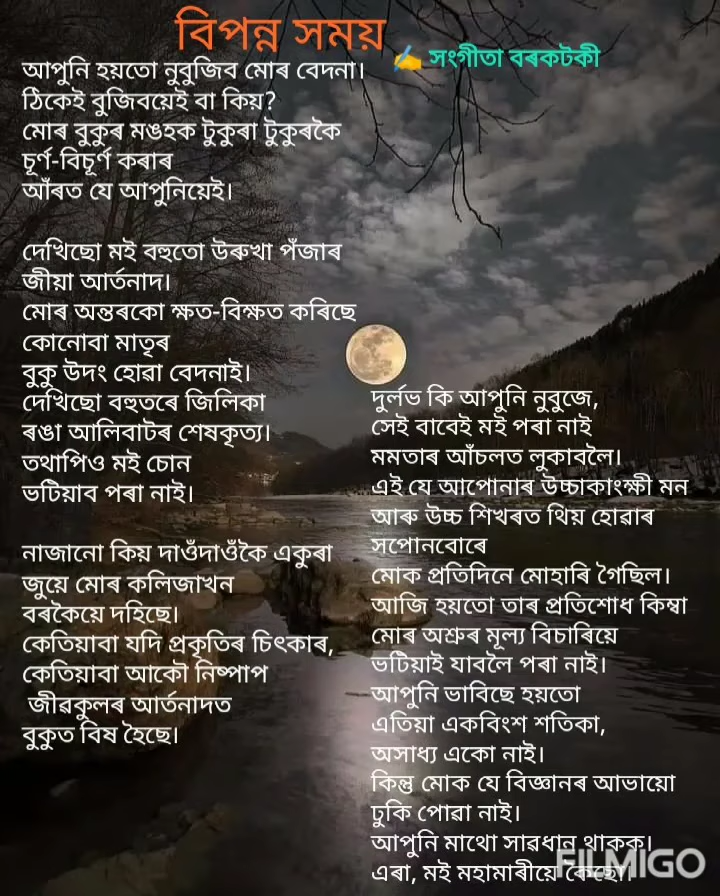 বিপন্ন সময়
✍️ সংগীতা বৰকটকী
আপুনি হয়তো নুবুজিব মোৰ বেদনা।
ঠিকেই বুজিবয়েই বা কিয়?
মোৰ বুকুৰ মঙহক টুকুৰা টুকুৰকৈ
চূৰ্ণ-বিচূৰ্ণ কৰাৰ
আঁৰত যে আপুনিয়েই।
দেখিছো মই বহুতো উৰুখা পঁজাৰ
জীয়া আৰ্তনাদ।
মোৰ অন্তৰকো ক্ষত-বিক্ষত কৰিছে
কোনোবা মাতৃৰ
বুকু উদং হোৱা বেদনাই।
দেখিছো বহুতৰে জিলিকা
ৰঙা আলিবাটৰ শেষকৃত্য।
তথাপিও মই চোন
ভটিয়াব পৰা নাই।
নাজানো কিয় দাওঁদাওঁকৈ একুৰা
জুয়ে মোৰ কলিজাখন
বৰকৈয়ে দহিছে।
কেতিয়াবা যদি প্ৰকৃতিৰ চিৎকাৰ,
কেতিয়াবা আকৌ নিষ্পাপ
জীৱকুলৰ আৰ্তনাদত
বুকুত বিষ হৈছে।
দুৰ্লভ কি আপুনি নুবুজে,
সেই বাবেই মই পৰা নাই
মমতাৰ আঁচলত লুকাবলৈ।
এই যে আপোনাৰ উচ্চাকাংক্ষী মন
আৰু উচ্চ শিখৰত থিয় হোৱাৰ
সপোনবোৰে
মোক প্ৰতিদিনে মোহাৰি গৈছিল।
আজি হয়তো তাৰ প্ৰতিশোধ কিম্বা
মোৰ অশ্ৰুৰ মূল্য বিচাৰিয়ে
ভটিয়াই যাবলৈ পৰা নাই।
আপুনি ভাবিছে হয়তো
এতিয়া একবিংশ শতিকা,
অসাধ্য একো নাই।
কিন্তু মোক যে বিজ্ঞানৰ আভায়ো
ঢুকি পোৱা নাই।
আপুনি মাথো সাৱধান থাকক।
এৰা, মই মহামাৰীয়ে কৈছো।
FILMIGO